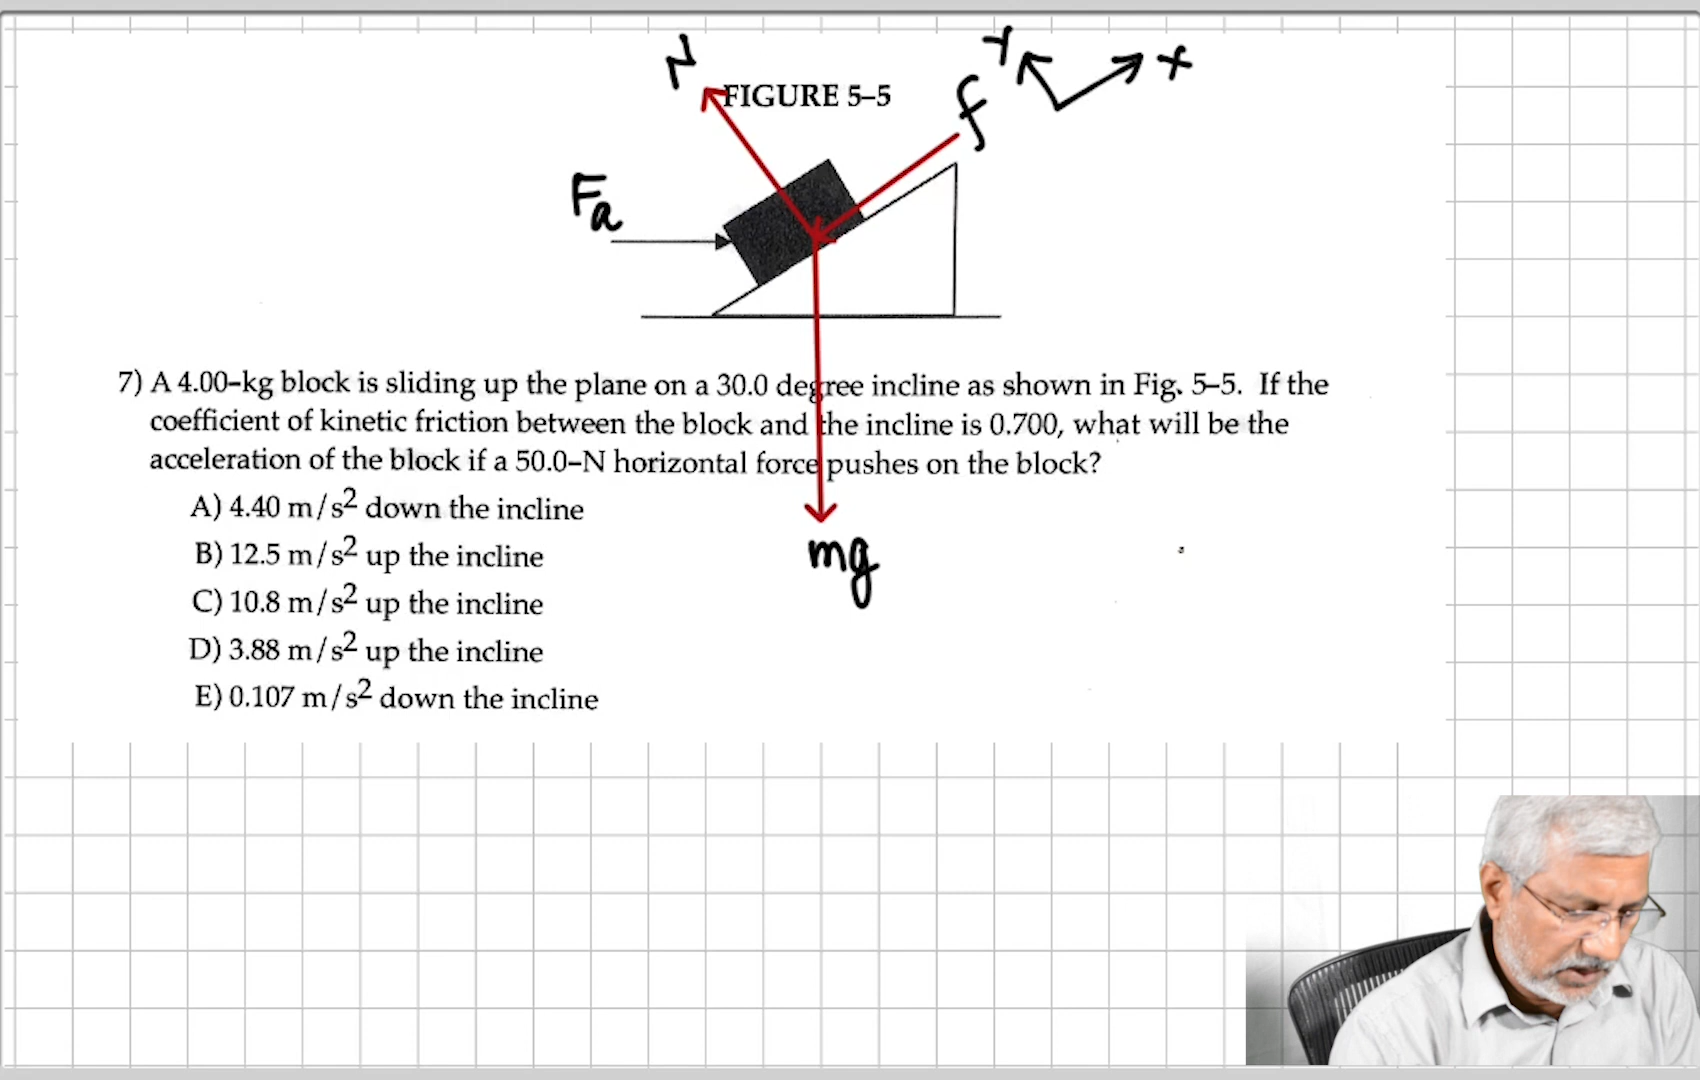 N
Y
X
FIGURE 5-5
f
Fa
7) A 4.00-kg block is sliding up the plane on a 30.0 degree incline as shown in Fig. 5-5. If the
coefficient of kinetic friction between the block and the incline is 0.700, what will be the
acceleration of the block if a 50.0-N horizontal force pushes on the block?
A) 4.40 m/s2 down the incline
B) 12.5 m/s2 up the incline
C) 10.8 m/s2 up the incline
D) 3.88 m/s2 up the incline
E) 0.107 m/s2 down the incline
mg